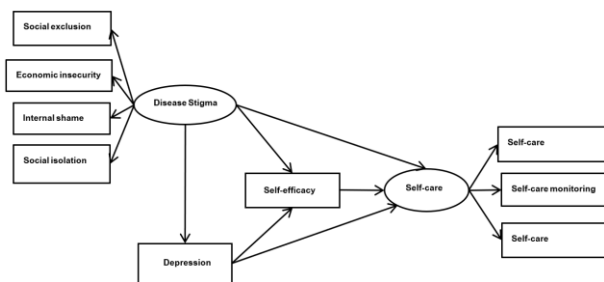 Social exclusion
Economic insecurity
Internal shame
Social isolation
Disease Stigma
Self-efficacy
Depression
Self-care
Self-care
Self-care monitoring
Self-care